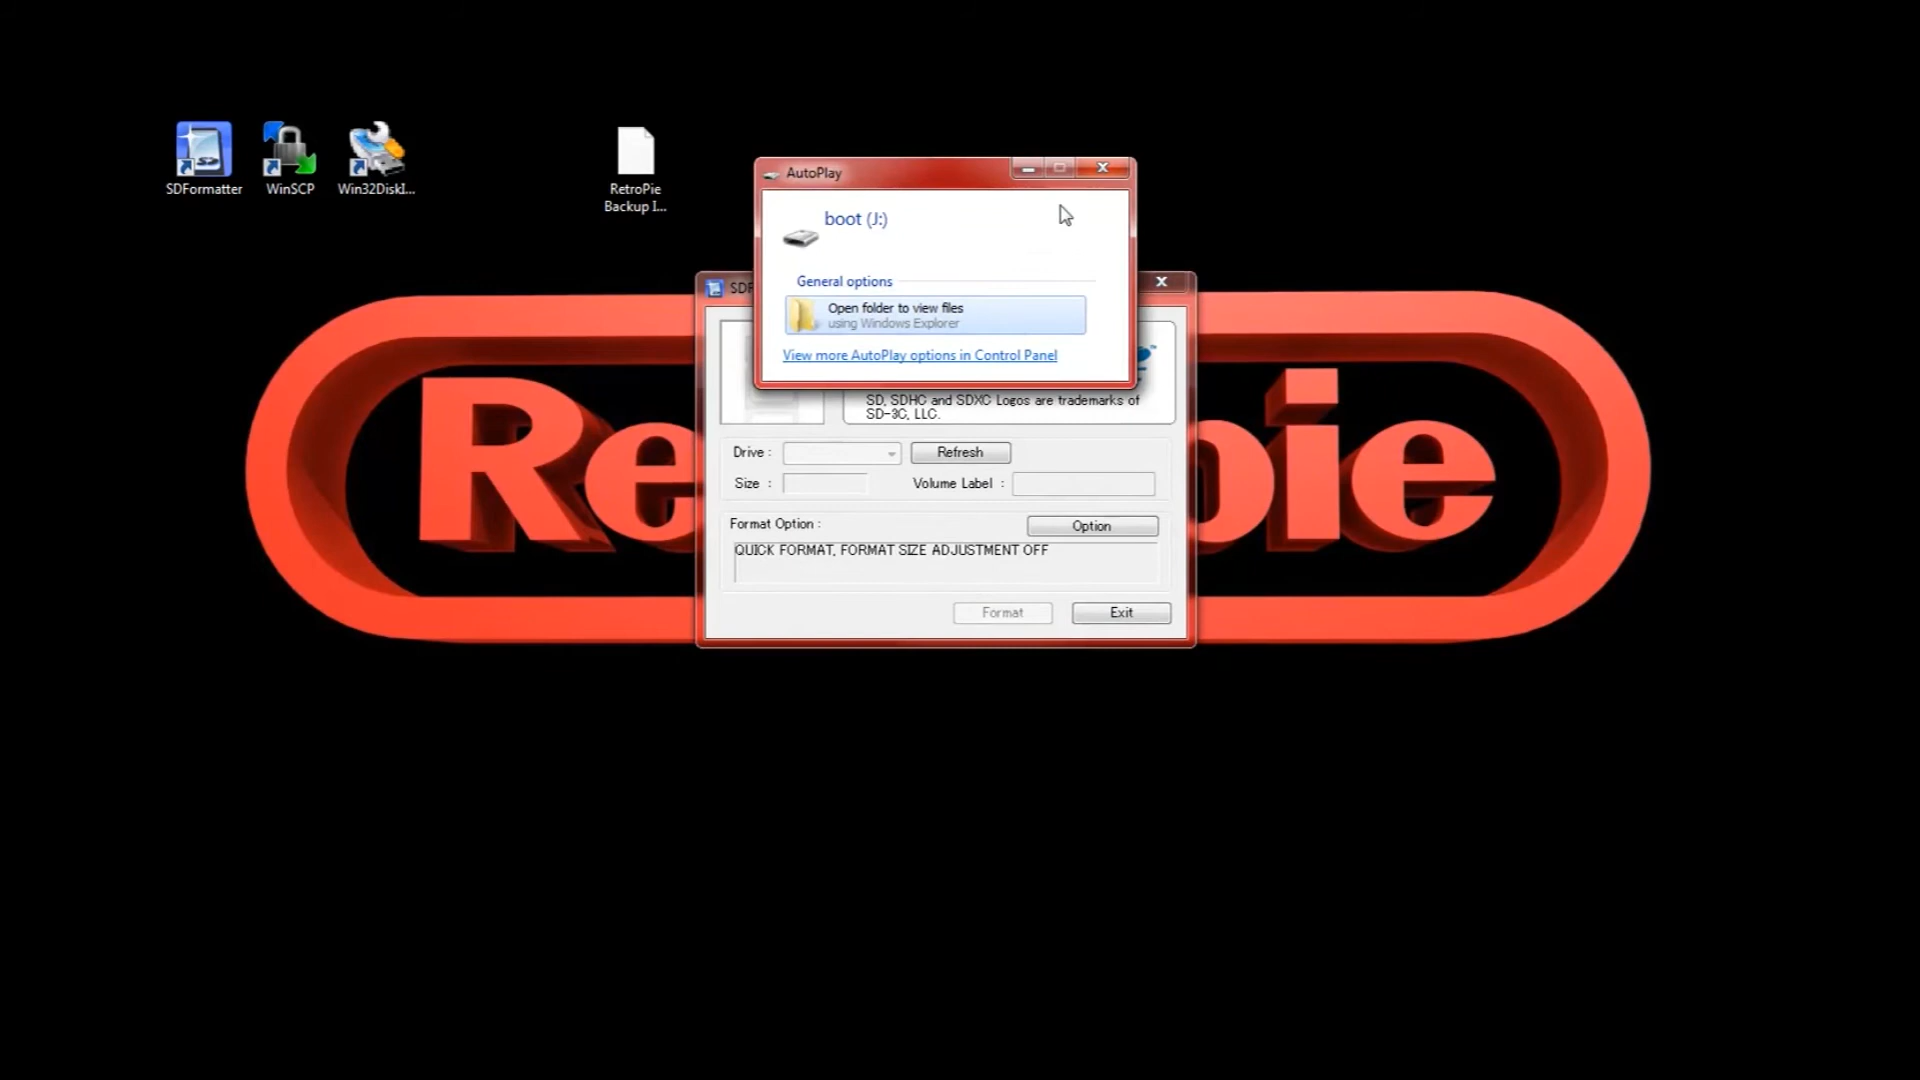 SDFormatter
WinSCP
Win32DiskI...
RetroPie
Backup I...
AutoPlay
boot (J:)
General options
Open folder to view files
using Windows Explorer
View more AutoPlay options in Control Panel
SD, SDHC and SDXC Logos are trademarks of
SD-3C, LLC.
Drive :
Refresh
Size :
Volume Label :
Format Option :
Option
QUICK FORMAT, FORMAT SIZE ADJUSTMENT OFF
Format
Exit
Re
pie